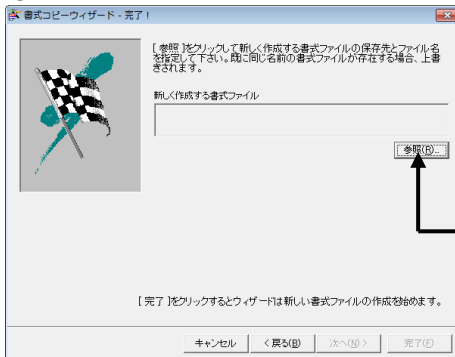 書式コピーウィザード - 完了!
[ 参照 ]をクリックして新しく作成する書式ファイルの保存先とファイル名
を指定して下さい。既に同じ名前の書式ファイルが存在する場合、上書
きされます。
新しく作成する書式ファイル
参照(R)...
[ 完了 ]をクリックするとウィザードは新しい書式ファイルの作成を始めます。
キャンセル
< 戻る(B)
次へ(N) >
完了(F)